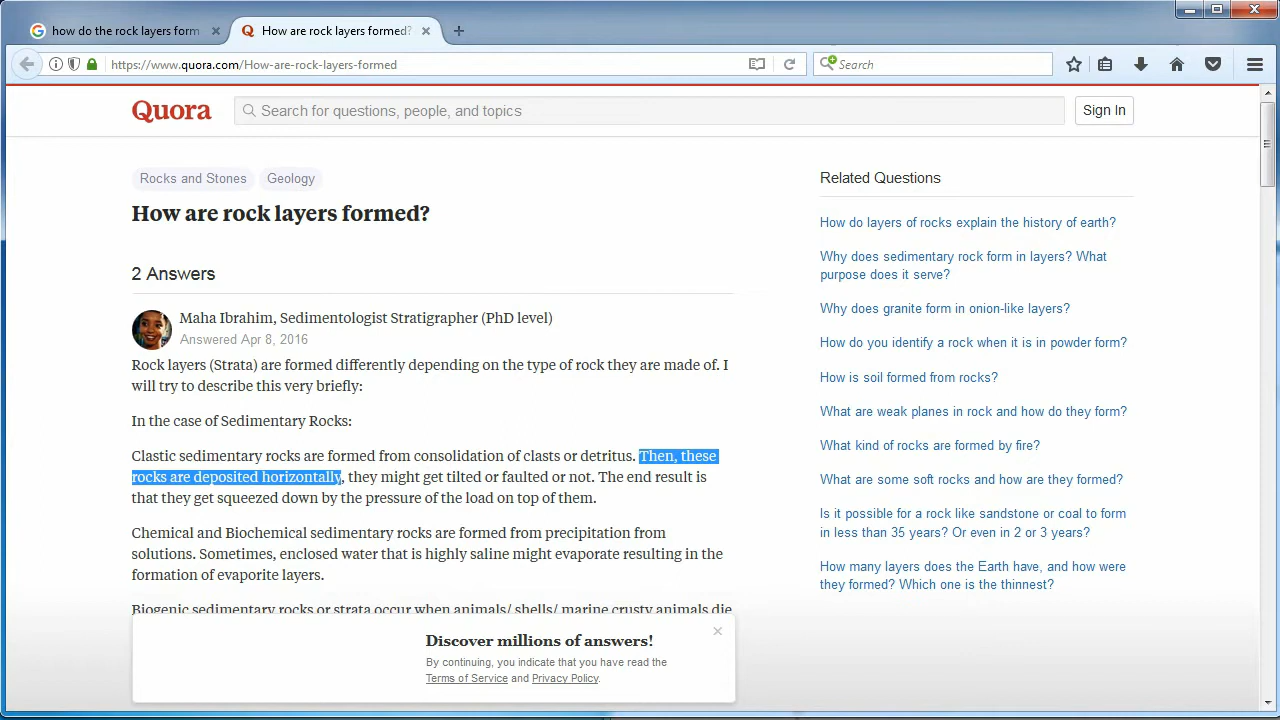 how do the rock layers form
How are rock layers formed?
https://www.quora.com/How-are-rock-layers-formed
Search
Quora
Search for questions, people, and topics
Sign In
Rocks and Stones
Geology
How are rock layers formed?
2 Answers
Maha Ibrahim, Sedimentologist Stratigrapher (PhD level)
Answered Apr 8, 2016
Rock layers (Strata) are formed differently depending on the type of rock they are made of. I
will try to describe this very briefly:
In the case of Sedimentary Rocks:
Clastic sedimentary rocks are formed from consolidation of clasts or detritus. Then, these
rocks are deposited horizontally, they might get tilted or faulted or not. The end result is
that they get squeezed down by the pressure of the load on top of them.
Chemical and Biochemical sedimentary rocks are formed from precipitation from
solutions. Sometimes, enclosed water that is highly saline might evaporate resulting in the
formation of evaporite layers.
Biogenic sedimentary rocks or strata occur when animals/ shells/ marine crusty animals die
Discover millions of answers!
By continuing, you indicate that you have read the
Terms of Service and Privacy Policy.
Related Questions
How do layers of rocks explain the history of earth?
Why does sedimentary rock form in layers? What
purpose does it serve?
Why does granite form in onion-like layers?
How do you identify a rock when it is in powder form?
How is soil formed from rocks?
What are weak planes in rock and how do they form?
What kind of rocks are formed by fire?
What are some soft rocks and how are they formed?
Is it possible for a rock like sandstone or coal to form
in less than 35 years? Or even in 2 or 3 years?
How many layers does the Earth have, and how were
they formed? Which one is the thinnest?